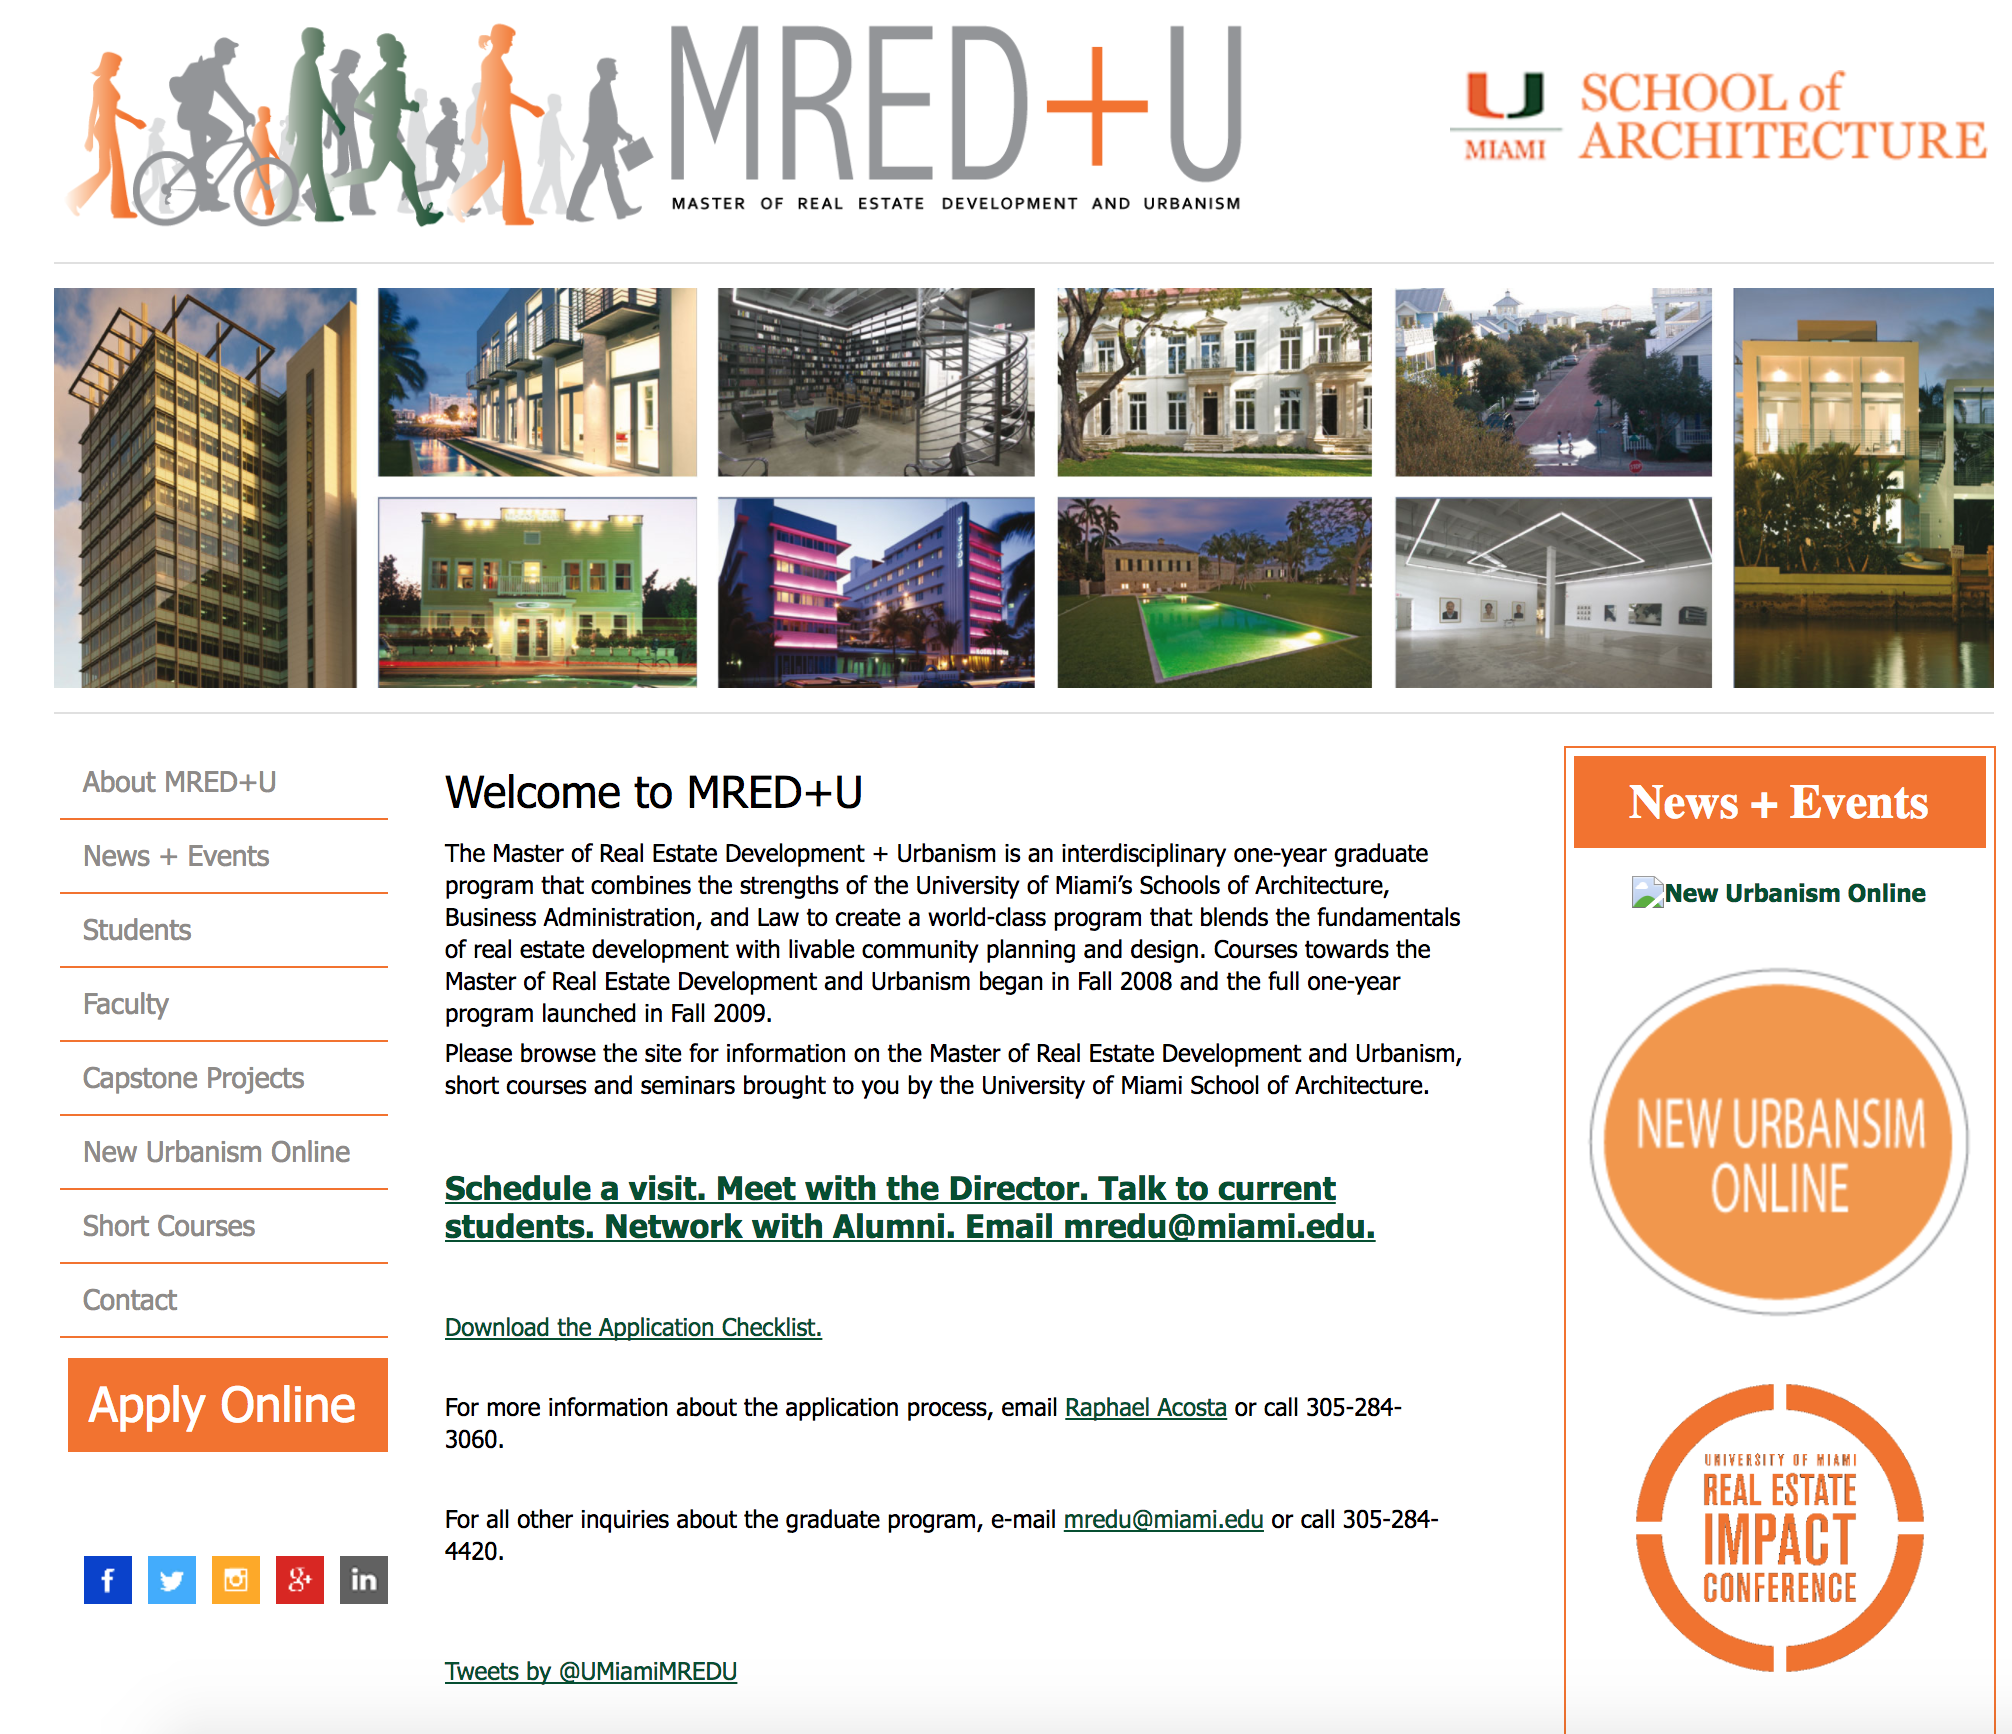 MRED+U
MASTER OF REAL ESTATE DEVELOPMENT AND URBANISM
U
MIAMI
SCHOOL of
ARCHITECTURE
About MRED+U
News + Events
Students
Faculty
Capstone Projects
New Urbanism Online
Short Courses
Contact
Apply Online
f
g+
in
Welcome to MRED+U
The Master of Real Estate Development + Urbanism is an interdisciplinary one-year graduate
program that combines the strengths of the University of Miami’s Schools of Architecture,
Business Administration, and Law to create a world-class program that blends the fundamentals
of real estate development with livable community planning and design. Courses towards the
Master of Real Estate Development and Urbanism began in Fall 2008 and the full one-year
program launched in Fall 2009.
Please browse the site for information on the Master of Real Estate Development and Urbanism,
short courses and seminars brought to you by the University of Miami School of Architecture.
Schedule a visit. Meet with the Director. Talk to current
students. Network with Alumni. Email mredu@miami.edu.
Download the Application Checklist.
For more information about the application process, email Raphael Acosta or call 305-284-
3060.
For all other inquiries about the graduate program, e-mail mredu@miami.edu or call 305-284-
4420.
Tweets by @UMiamiMREDU
News + Events
New Urbanism Online
NEW URBANSIM
ONLINE
UNIVERSITY OF MIAMI
REAL ESTATE
IMPACT
CONFERENCE